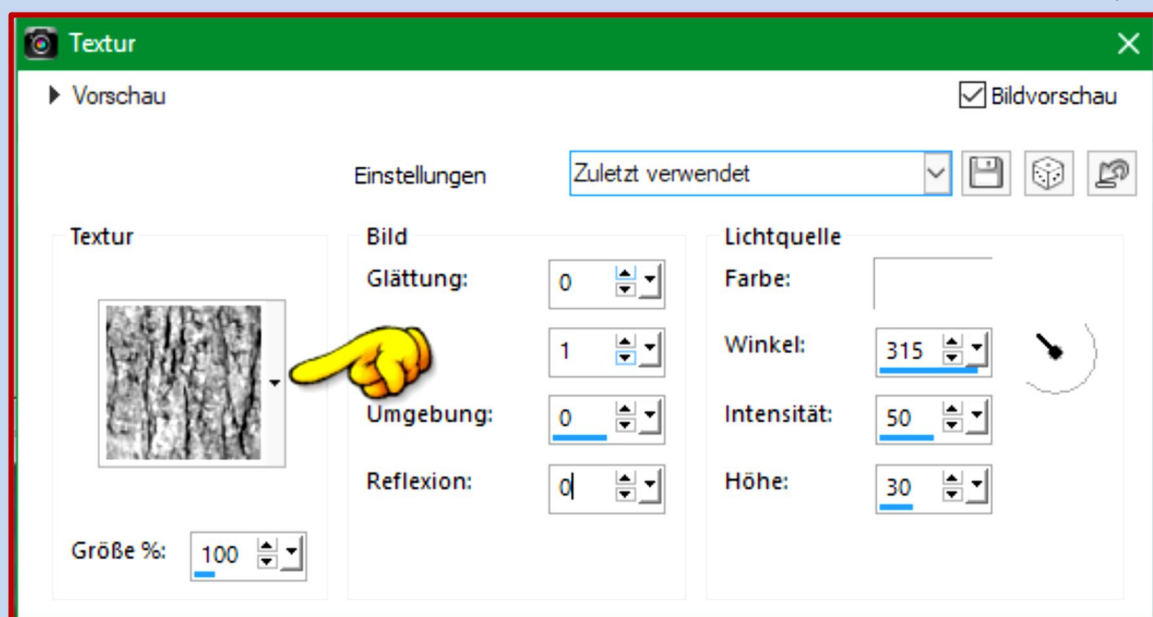 Textur
Vorschau
Bildvorschau
Einstellungen
Zuletzt verwendet
Textur
Größe %: 100
Bild
Glättung: 0
1
Umgebung: 0
Reflexion: 0
Lichtquelle
Farbe:
Winkel: 315
Intensität: 50
Höhe: 30